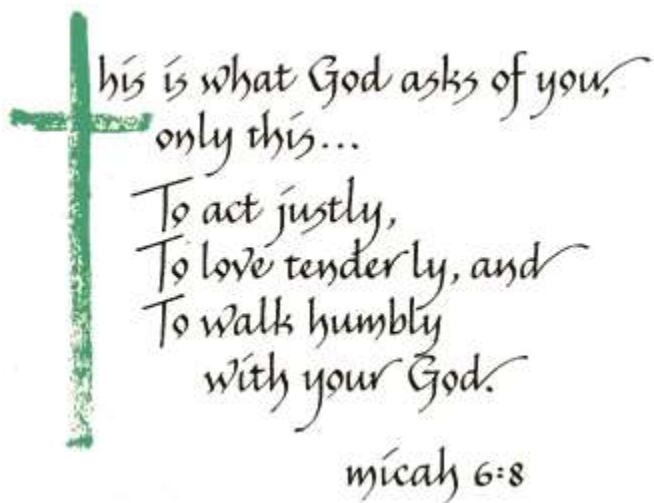 This is what God asks of you,
only this...
To act justly,
To love tenderly, and
To walk humbly
with your God.
micah 6:8